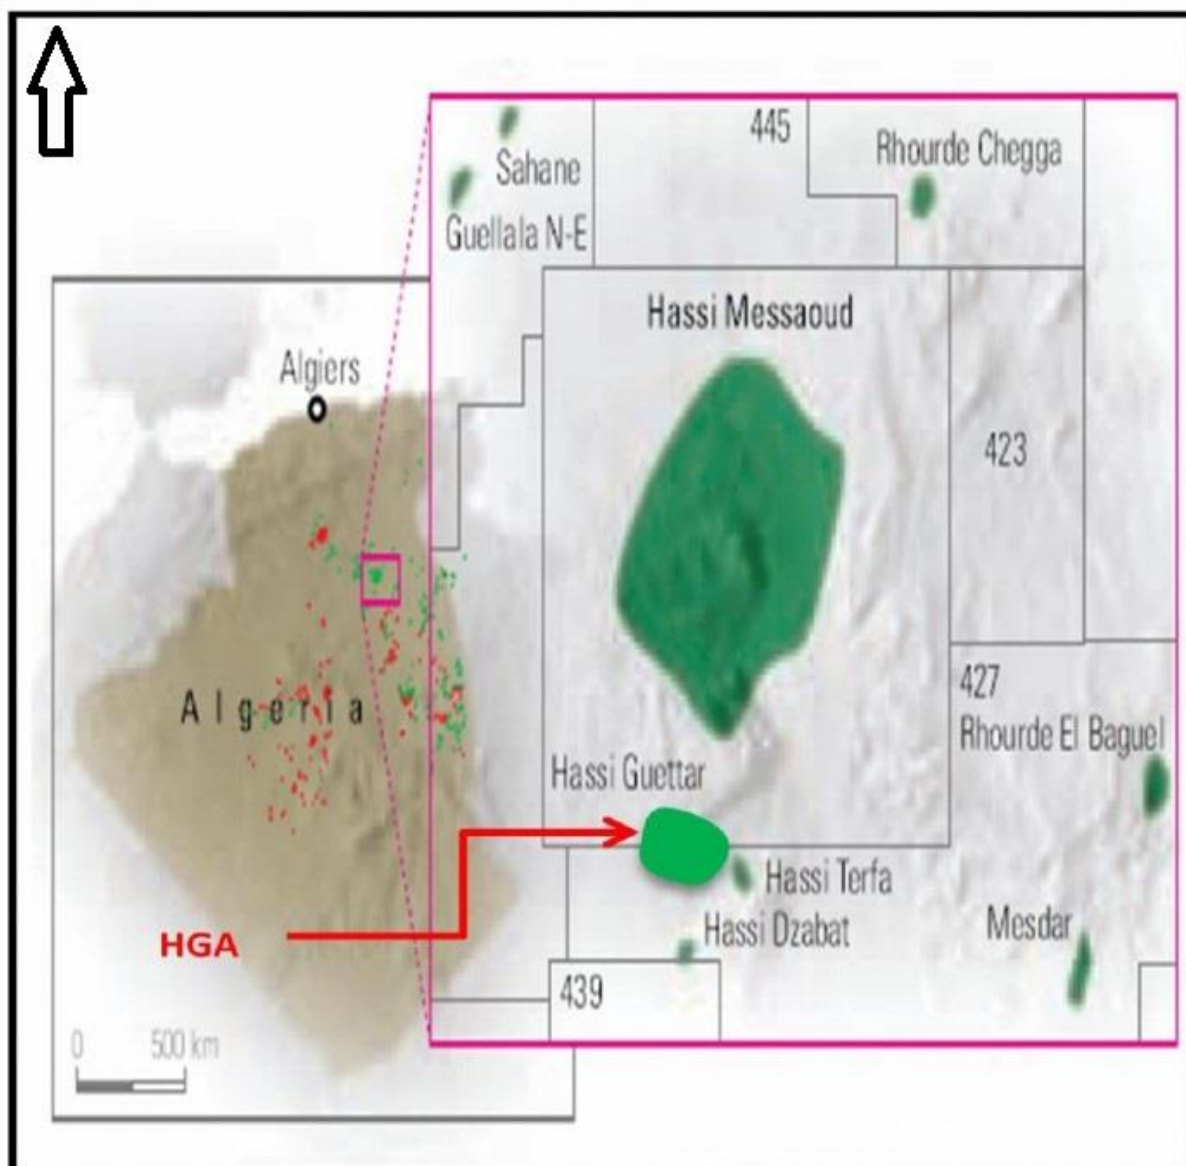 445
Rhourde Chegga
Sahane
Guellala N-E
Hassi Messaoud
Algiers
423
Algeria
427
Rhourde El Baguel
Hassi Guettar
Hassi Terfa
Hassi Dzabat
Mesdar
HGA
439
0 500 km